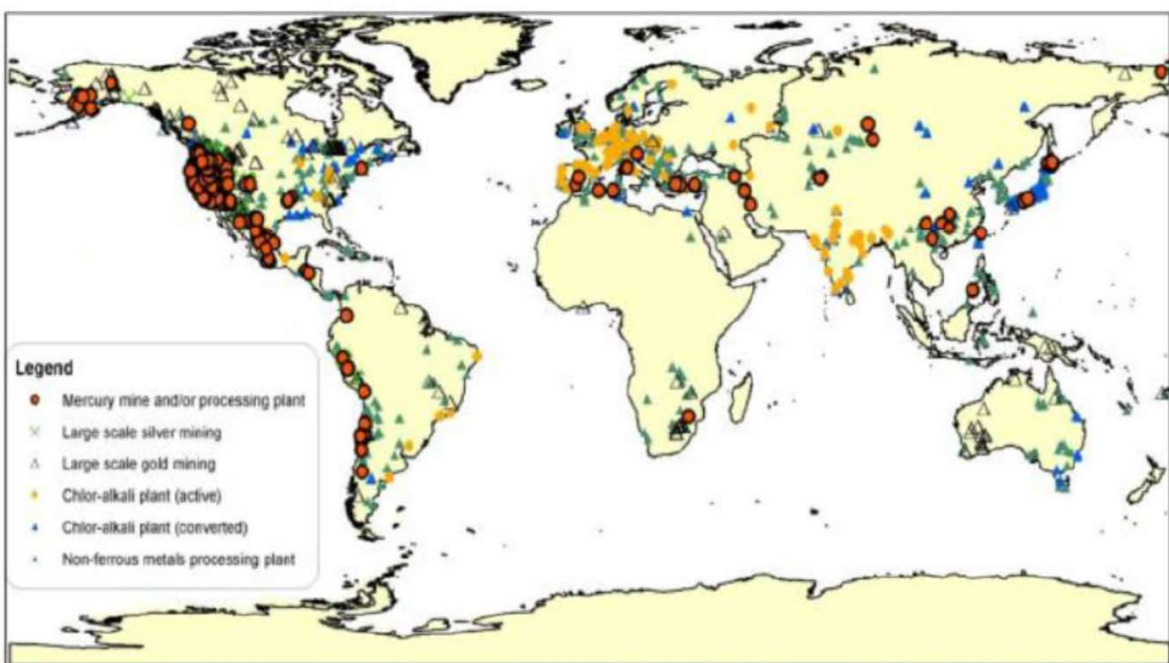 Legend
Mercury mine and/or processing plant
Large scale silver mining
Large scale gold mining
Chlor-alkali plant (active)
Chlor-alkali plant (converted)
Non-ferrous metals processing plant